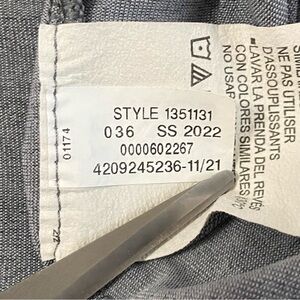 STYLE 1351131
036 SS 2022
0000602267
4209245236-11/21
01174
NE PAS UTILISER
D'ASSOUPLISSANTS
•LAVAR LA PRENDA DEL REVÉS
CON COLORES SIMILARES
NO USAR